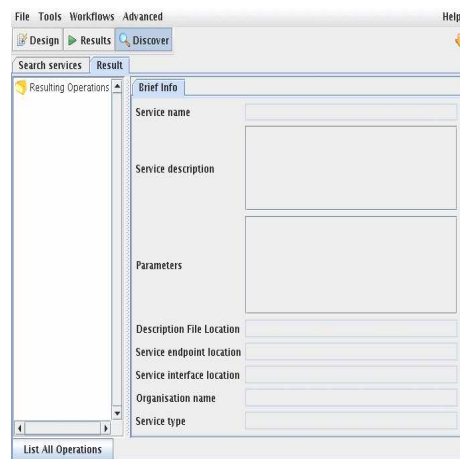 File Tools Workflows Advanced Help
Design Results Discover
Search services Result
Resulting Operations
Brief Info
Service name
Service description
Parameters
Description File Location
Service endpoint location
Service interface location
Organisation name
Service type
List All Operations